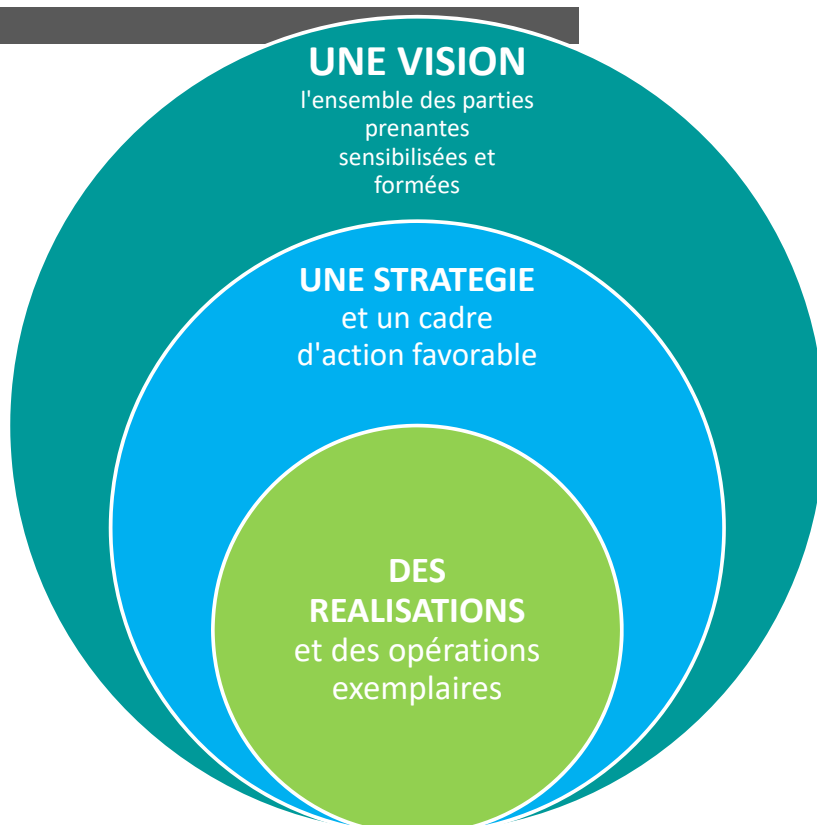 UNE VISION
l'ensemble des parties
prenantes
sensibilisées et
formées
UNE STRATEGIE
et un cadre
d'action favorable
DES
REALISATIONS
et des opérations
exemplaires